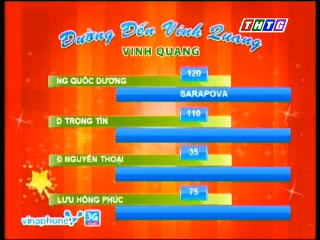 THTG
Đường Đến Vinh Quang
VINH QUANG
120
NG QUỐC DƯƠNG
SARAPOVA
110
D TRỌNG TÍN
35
Đ NGUYÊN THOẠI
75
LƯU HỒNG PHÚC
vinaphone 3G